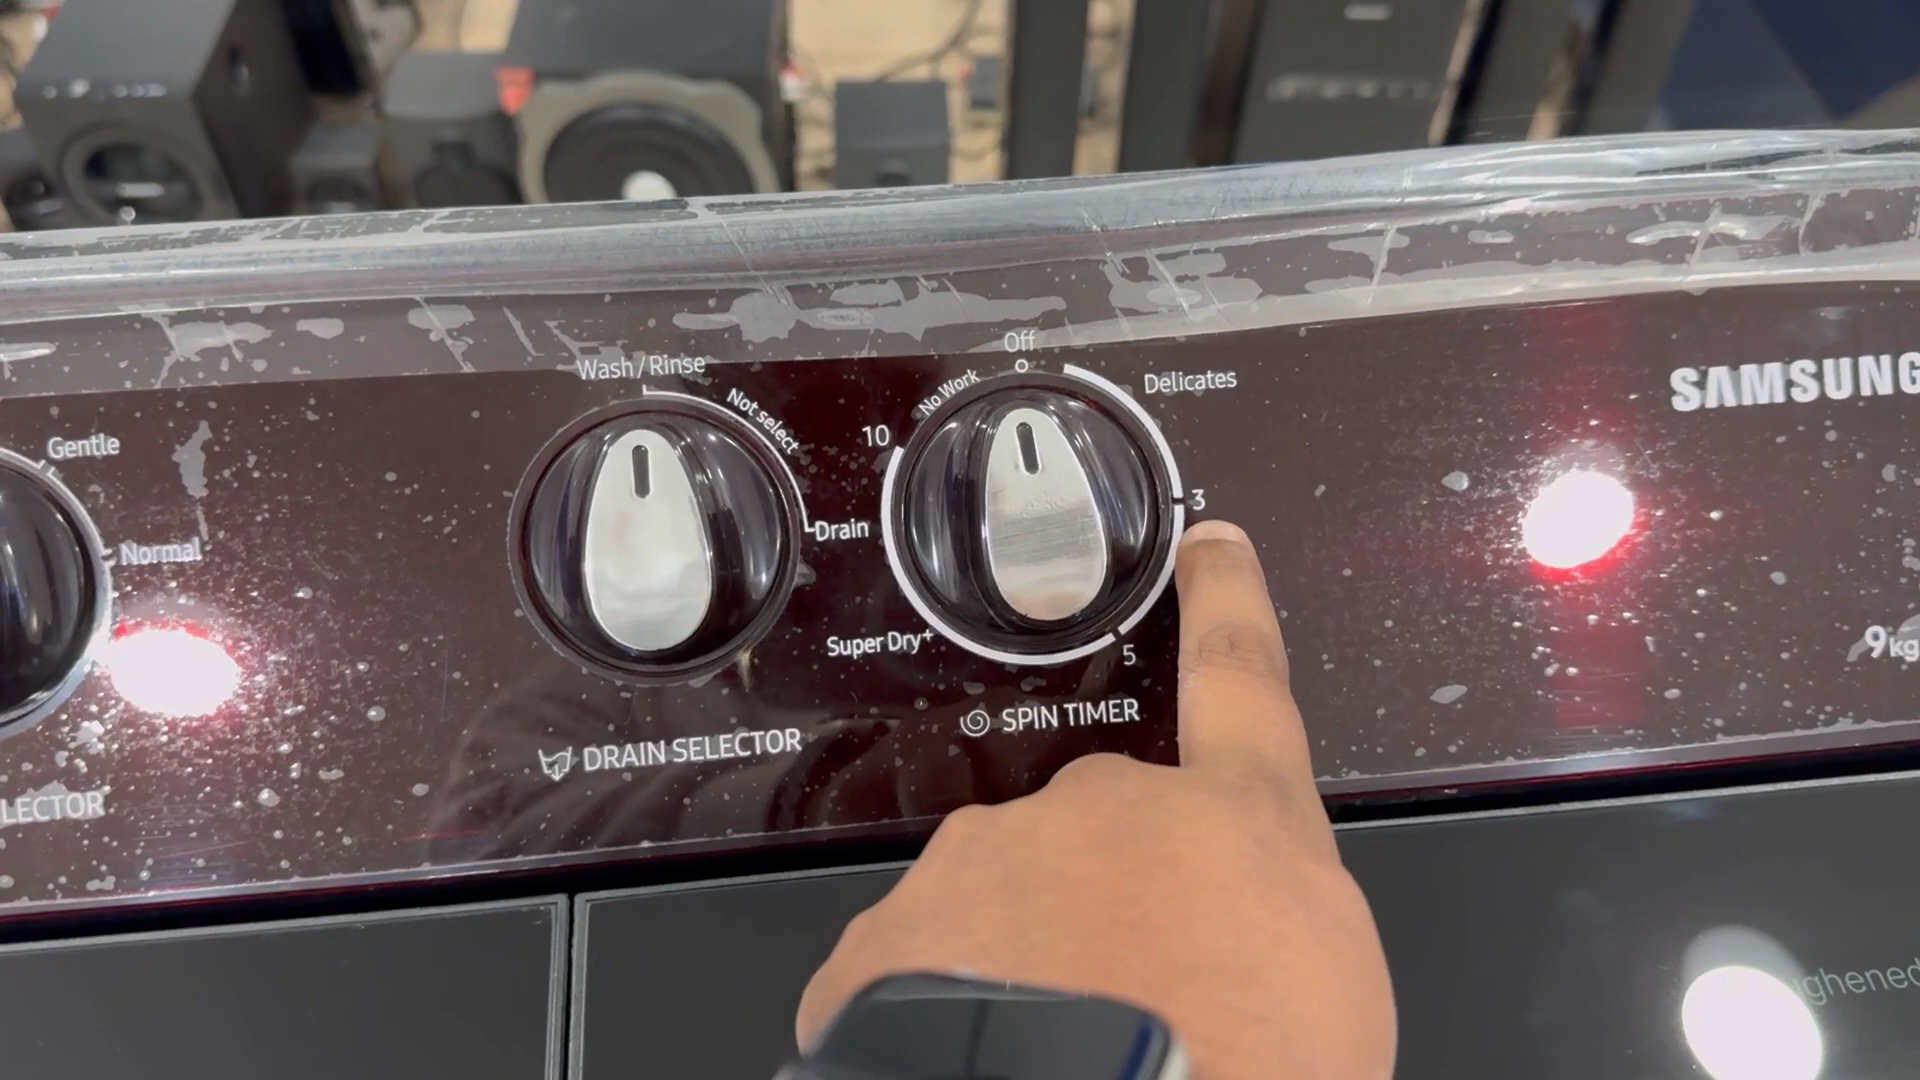 Gentle
Normal
LECTOR
Wash/Rinse
Not select
Drain
DRAIN SELECTOR
Off
No Work
Delicates
10
3
5
Super Dry+
SPIN TIMER
SAMSUNG
9kg
ghened